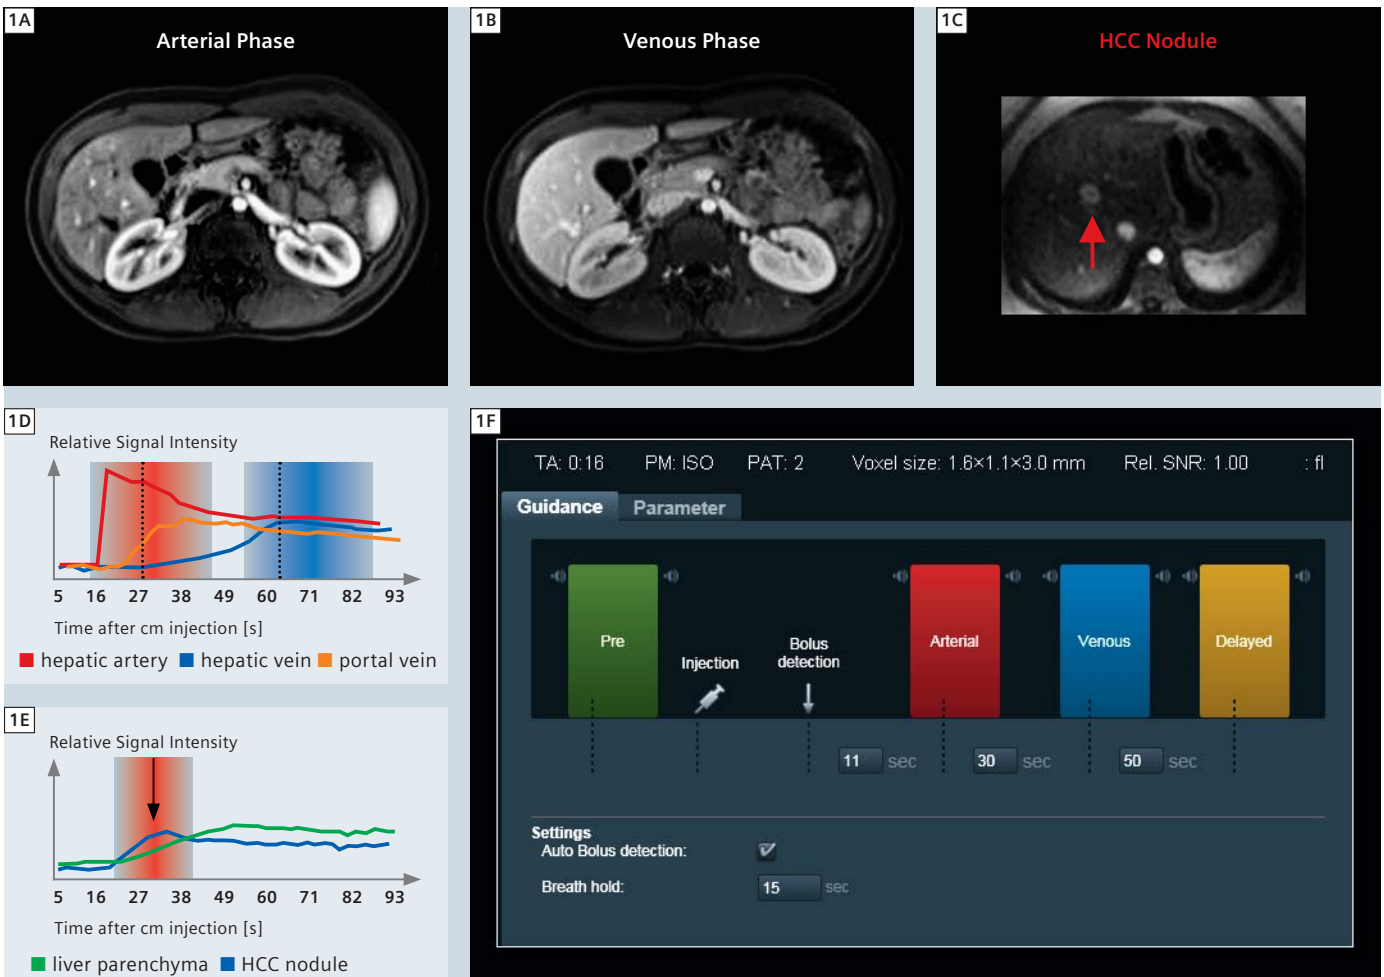 1A
Arterial Phase
1B
Venous Phase
1C
HCC Nodule
1D
Relative Signal Intensity
5 16 27 38 49 60 71 82 93
Time after cm injection [s]
hepatic artery hepatic vein portal vein
1E
Relative Signal Intensity
5 16 27 38 49 60 71 82 93
Time after cm injection [s]
liver parenchyma HCC nodule
1F
TA: 0:16 PM: ISO PAT: 2 Voxel size: 1.6×1.1×3.0 mm Rel. SNR: 1.00 : fl
Guidance Parameter
Pre
Injection
Bolus
detection
Arterial
Venous
Delayed
11 sec 30 sec 50 sec
Settings
Auto Bolus detection:
Breath hold: 15 sec